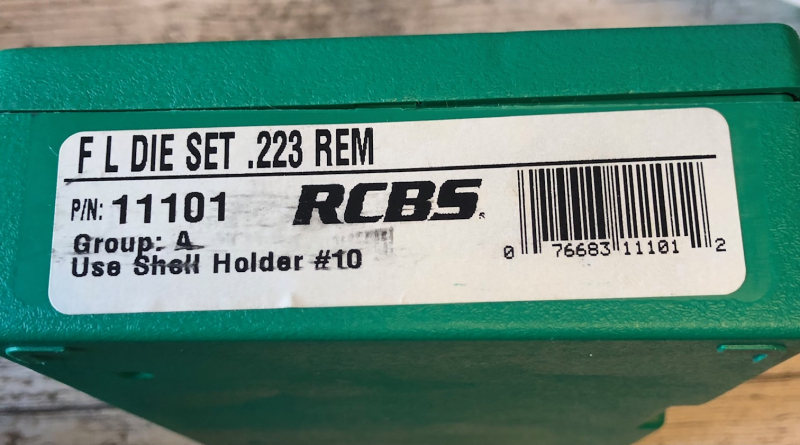 F L DIE SET .223 REM
P/N: 11101
RCBS
Group: A
Use Shell Holder #10
0 76683 11101 2